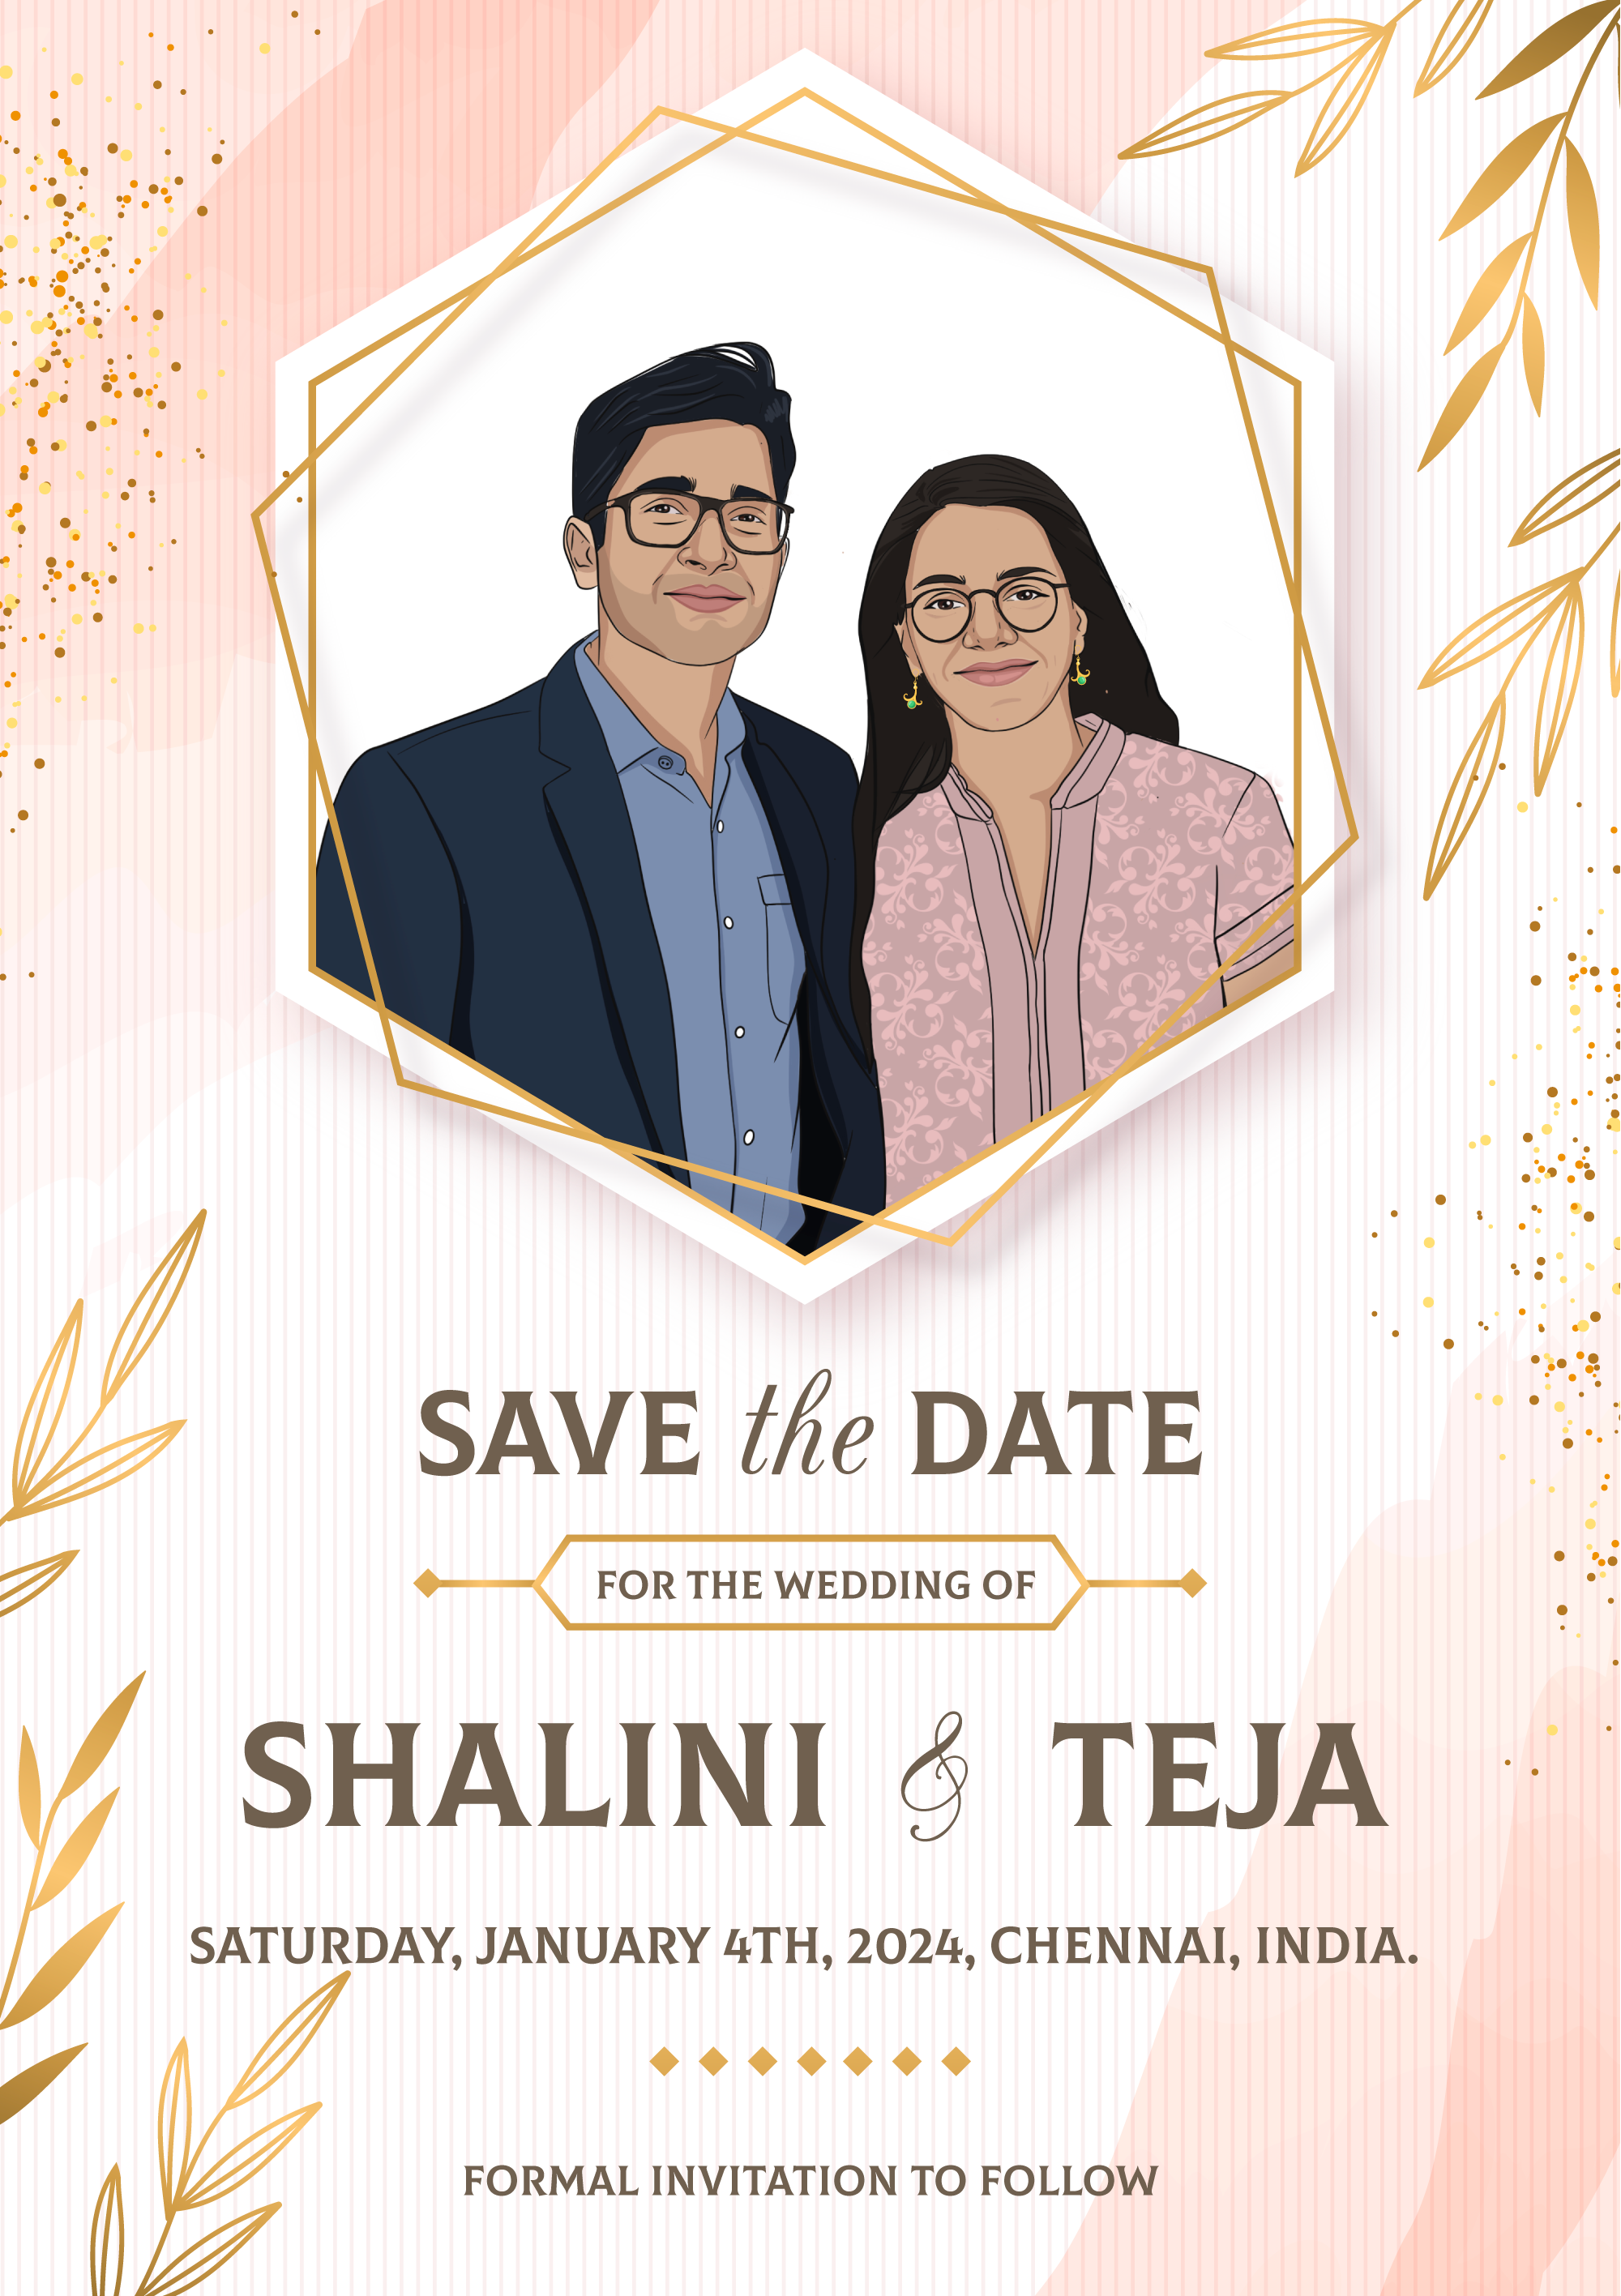 SAVE the DATE
FOR THE WEDDING OF
SHALINI & TEJA
SATURDAY, JANUARY 4TH, 2024, CHENNAI, INDIA.
FORMAL INVITATION TO FOLLOW